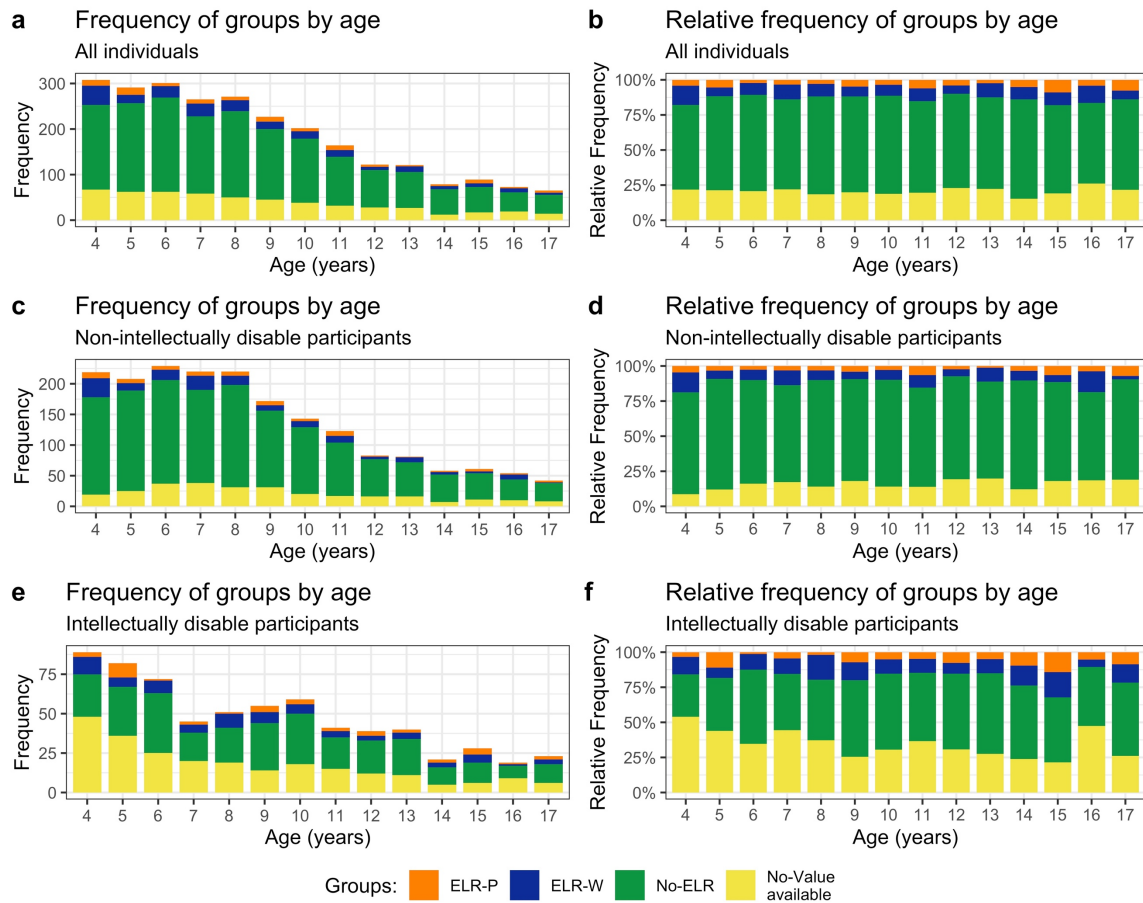 a Frequency of groups by age
All individuals
Frequency
300
200
100
0
4 5 6 7 8 9 10 11 12 13 14 15 16 17
Age (years)
b Relative frequency of groups by age
All individuals
Relative Frequency
100%
75%
50%
25%
0%
4 5 6 7 8 9 10 11 12 13 14 15 16 17
Age (years)
c Frequency of groups by age
Non-intellectually disable participants
Frequency
200
150
100
50
0
4 5 6 7 8 9 10 11 12 13 14 15 16 17
Age (years)
d Relative frequency of groups by age
Non-intellectually disable participants
Relative Frequency
100%
75%
50%
25%
0%
4 5 6 7 8 9 10 11 12 13 14 15 16 17
Age (years)
e Frequency of groups by age
Intellectually disable participants
Frequency
75
50
25
0
4 5 6 7 8 9 10 11 12 13 14 15 16 17
Age (years)
f Relative frequency of groups by age
Intellectually disable participants
Relative Frequency
100%
75%
50%
25%
0%
4 5 6 7 8 9 10 11 12 13 14 15 16 17
Age (years)
Groups: ELR-P ELR-W No-ELR No-Value
available